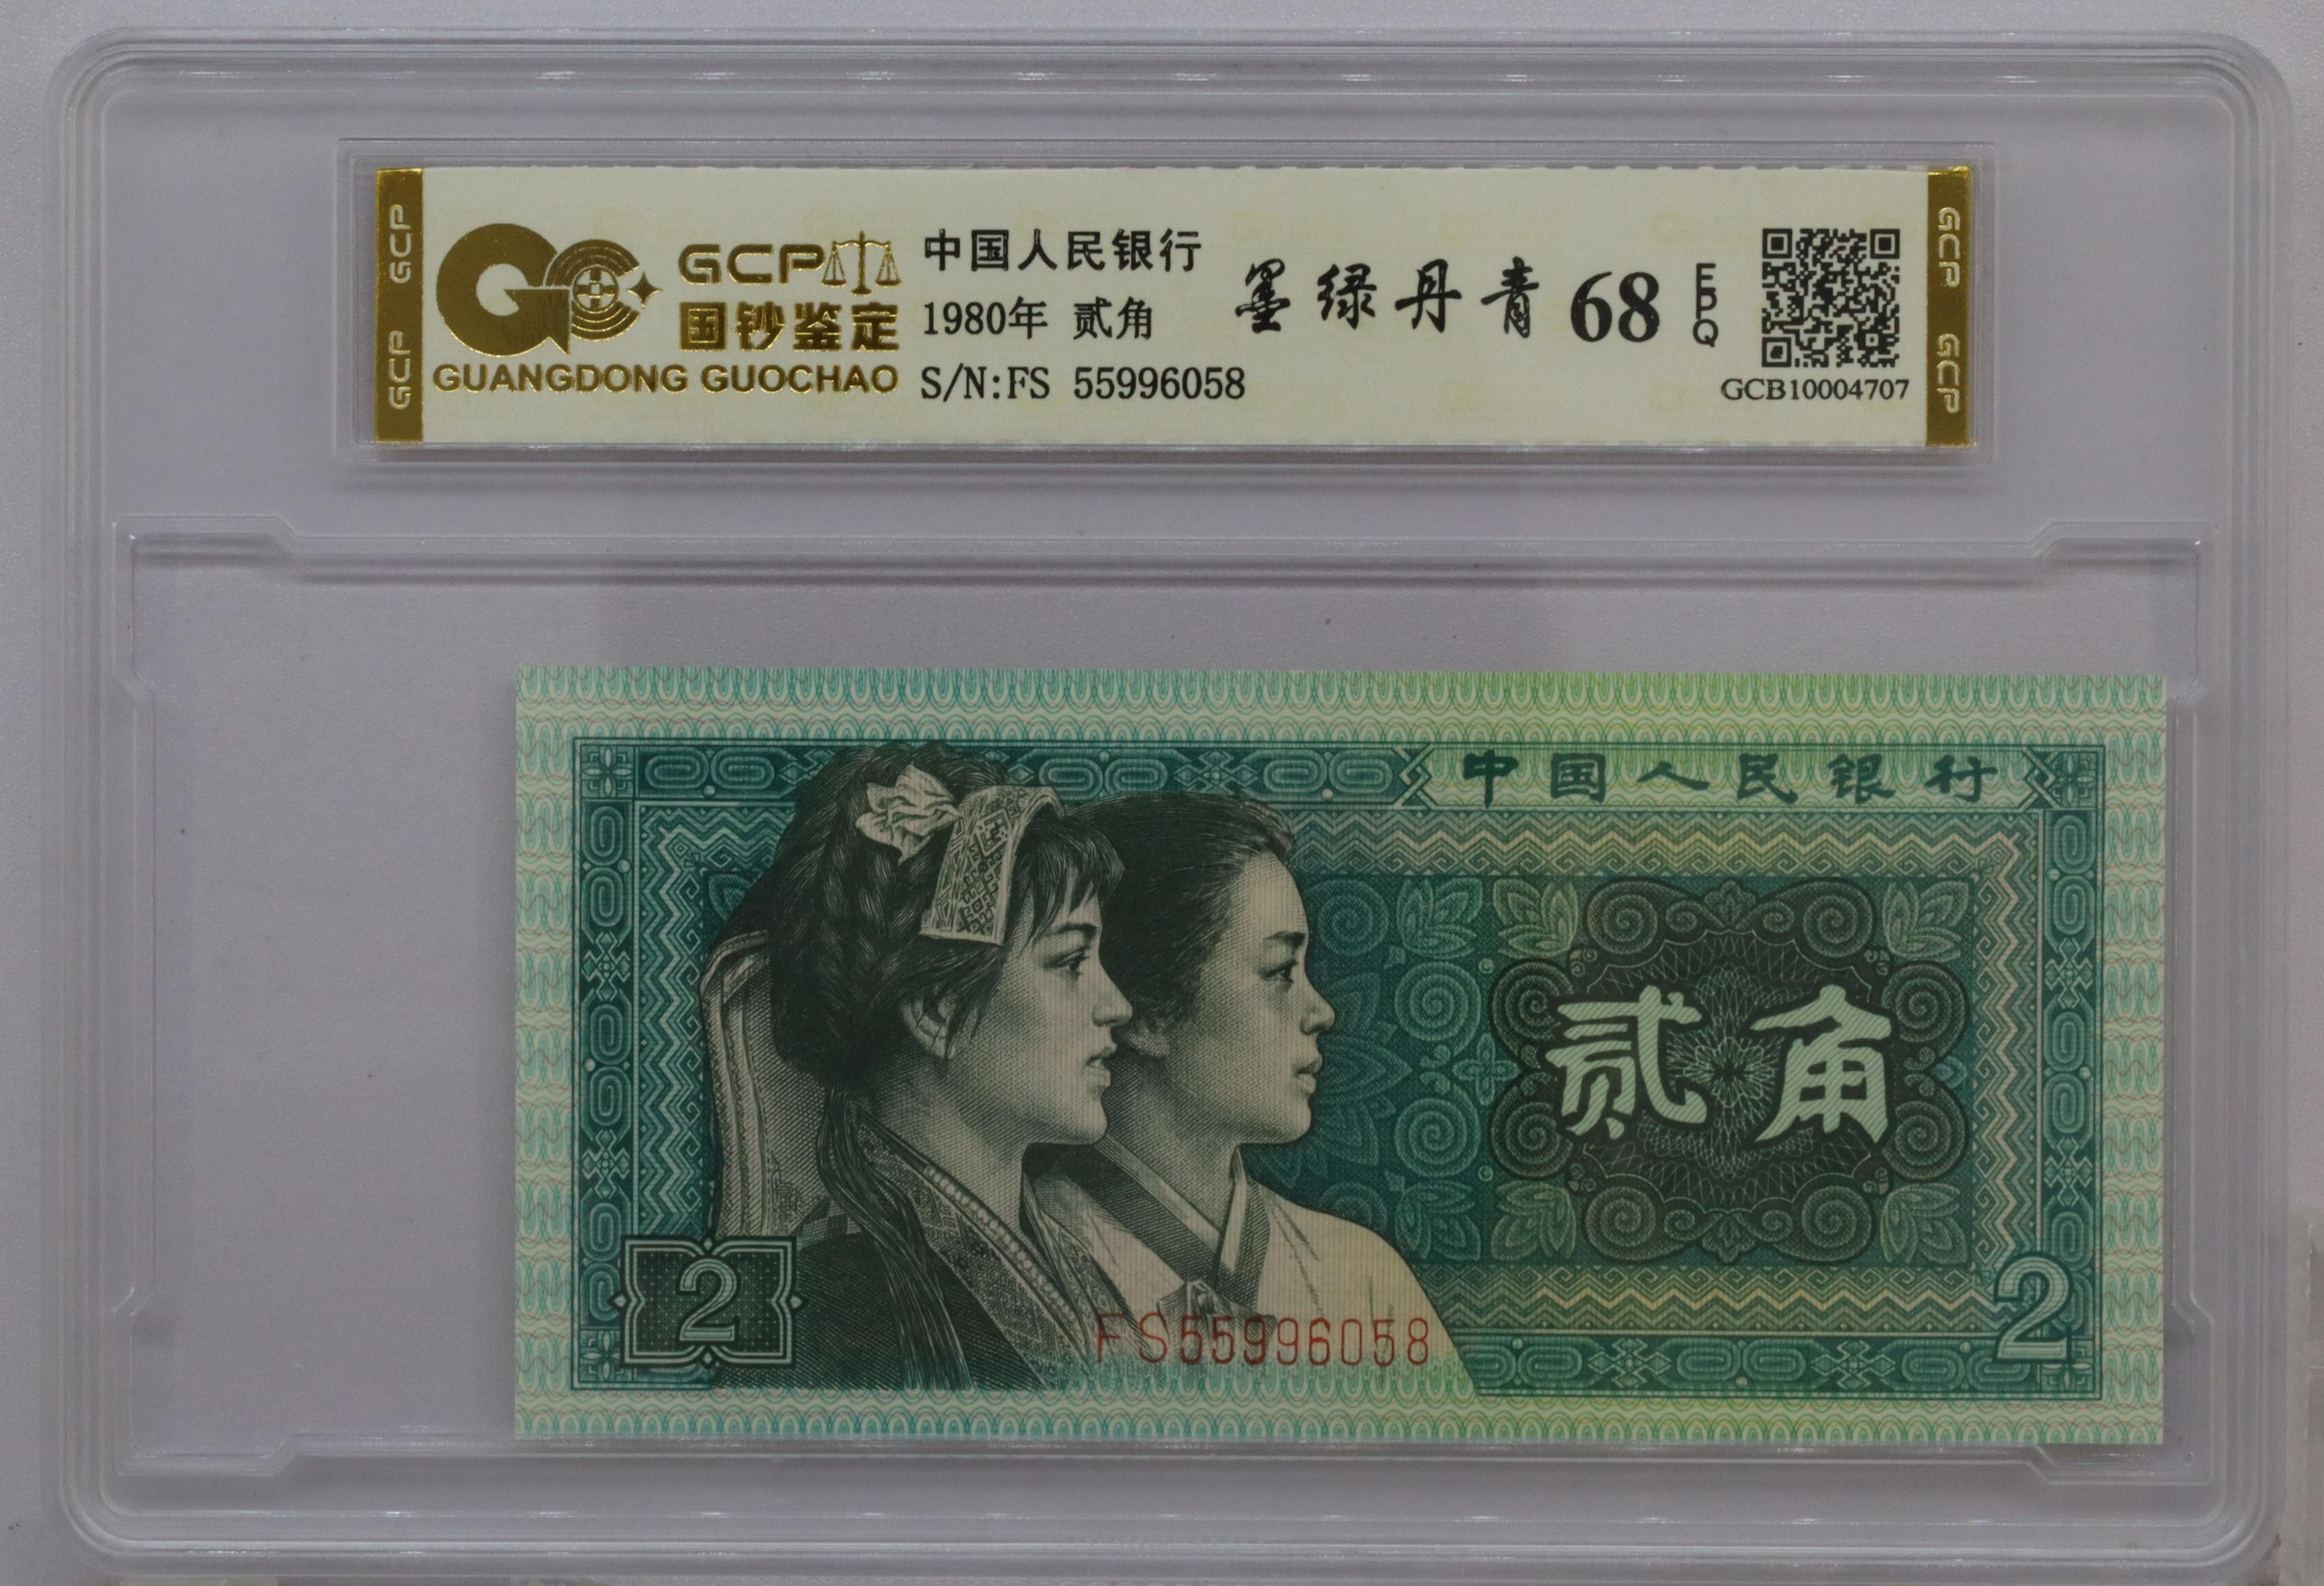 GCP GCP
GCP
国钞鉴定
GUANGDONG GUOCHAO
中国人民银行
1980年 贰角
S/N:FS 55996058
墨绿丹青 68 EPQ
GCB10004707
GCP GCP
中国人民银行
贰角
2
FS55996058
2